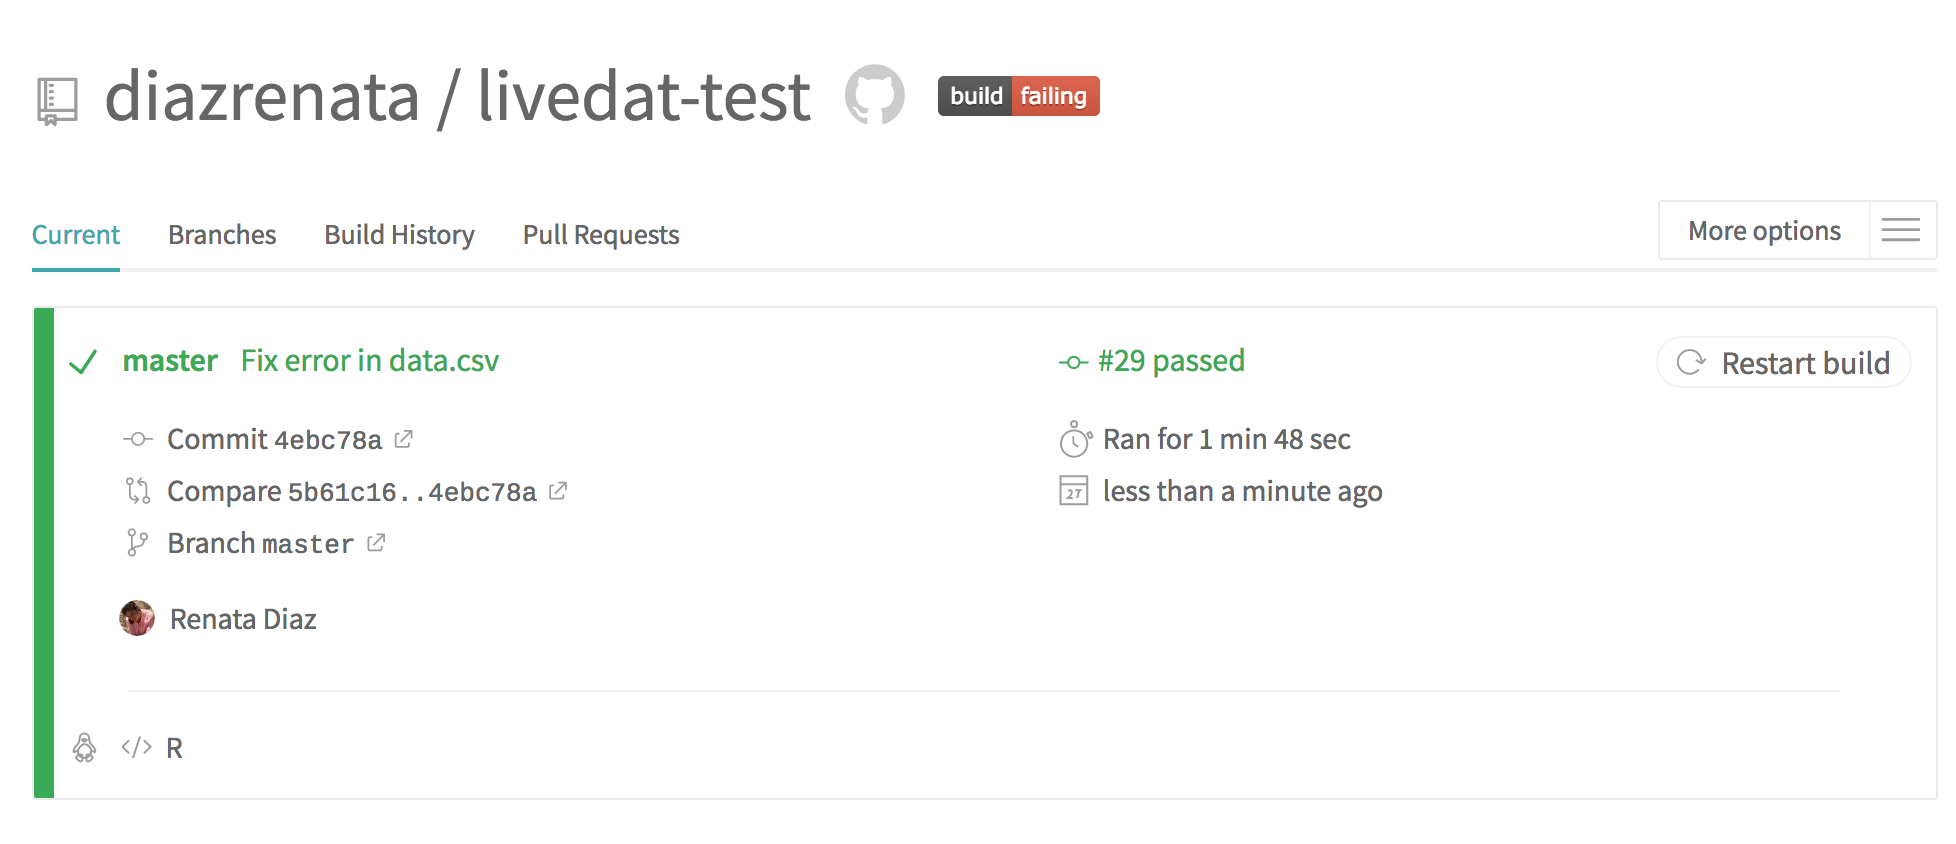 diazrenata / livedat-test build failing
Current Branches Build History Pull Requests More options
master Fix error in data.csv #29 passed Restart build
Commit 4ebc78a Ran for 1 min 48 sec
Compare 5b61c16..4ebc78a 27 less than a minute ago
Branch master
Renata Diaz
</> R